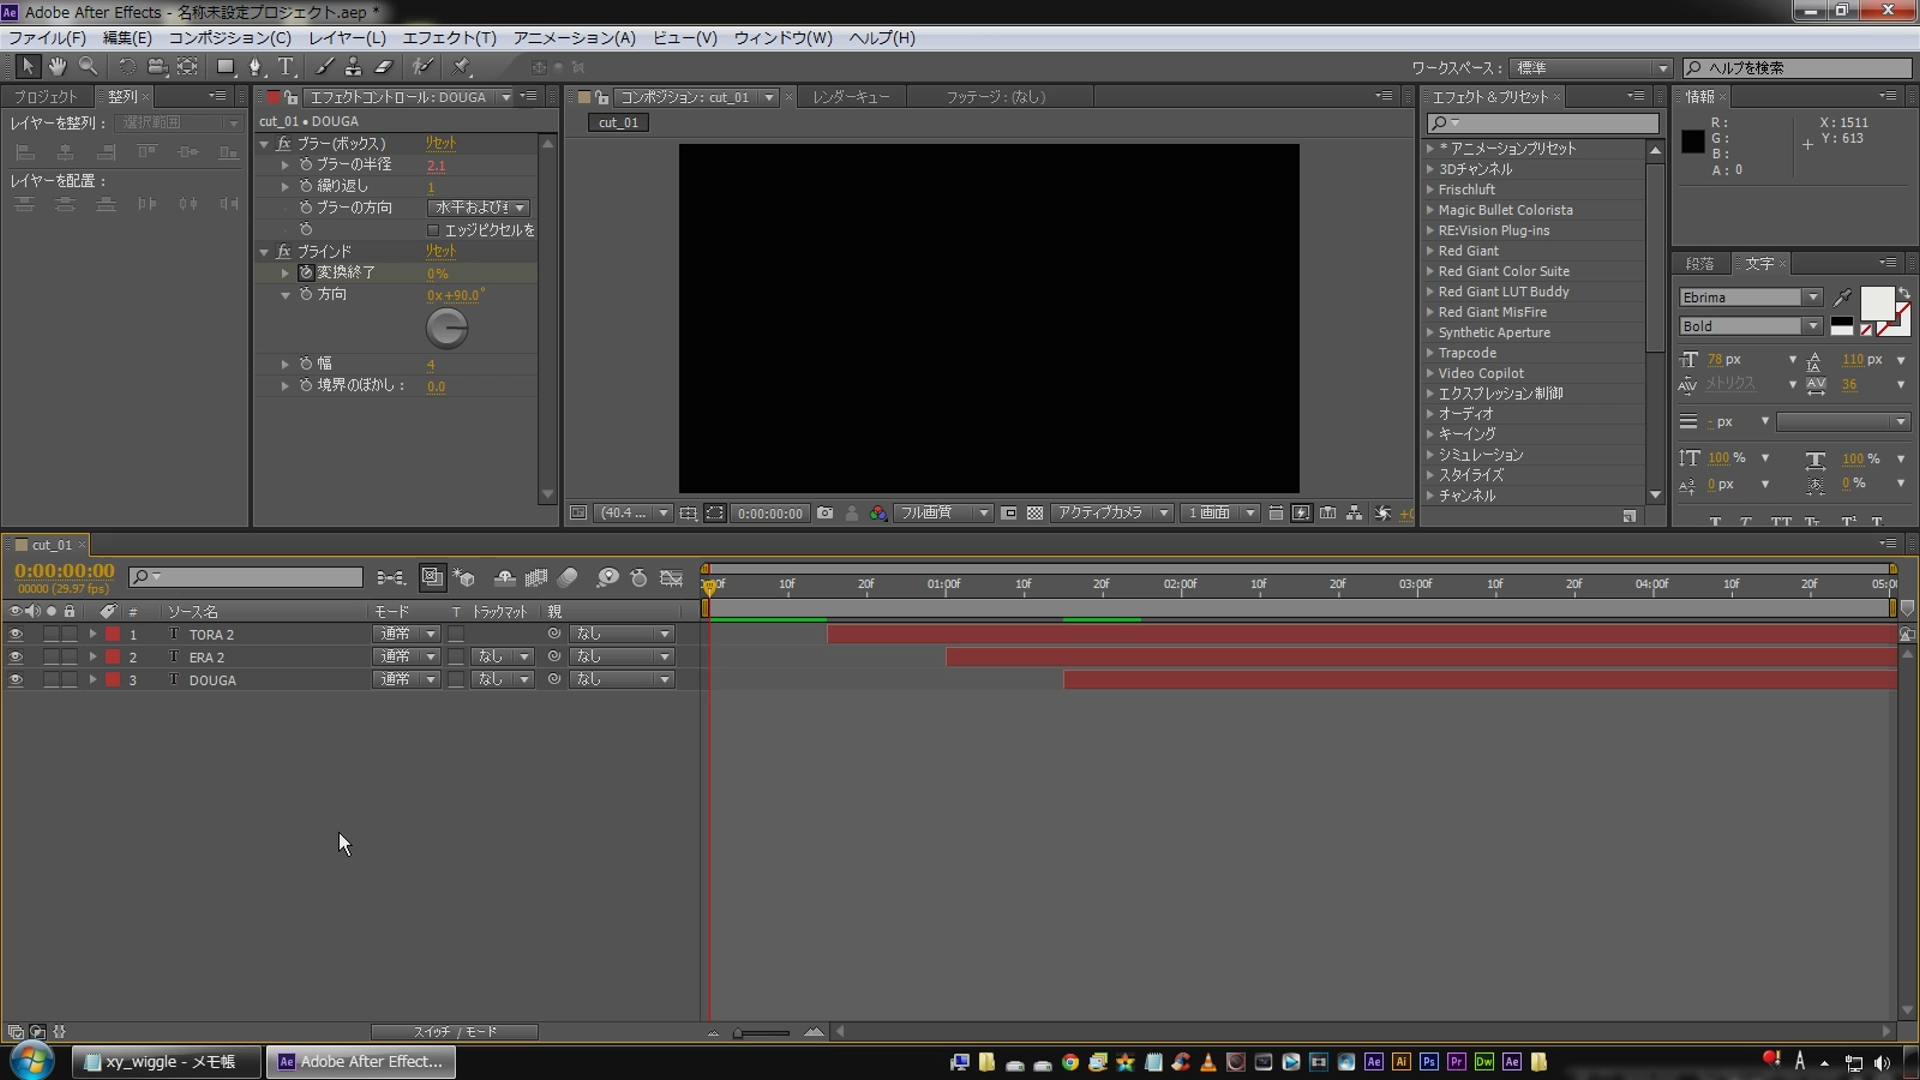 Adobe After Effects - 名称未設定プロジェクト.aep *
ファイル(F) 編集(E) コンポジション(C) レイヤー(L) エフェクト(T) アニメーション(A) ビュー(V) ウィンドウ(W) ヘルプ(H)
ワークスペース: 標準 ヘルプを検索
プロジェクト 整列
レイヤーを整列: 選択範囲
レイヤーを配置:
エフェクトコントロール: DOUGA
cut_01 • DOUGA
ブラー(ボックス) リセット
ブラーの半径 2.1
繰り返し 1
ブラーの方向 水平および
エッジピクセルを
ブラインド リセット
変換終了 0%
方向 0x+90.0°
幅 4
境界のぼかし: 0.0
コンポジション: cut_01 レンダーキュー フッテージ: (なし)
cut_01
(40.4 ... 0:00:00:00 フル画質 アクティブカメラ 1 画面 +0
エフェクト&プリセット
* アニメーションプリセット
3Dチャンネル
Frischluft
Magic Bullet Colorista
RE:Vision Plug-ins
Red Giant
Red Giant Color Suite
Red Giant LUT Buddy
Red Giant MisFire
Synthetic Aperture
Trapcode
Video Copilot
エクスプレッション制御
オーディオ
キーイング
シミュレーション
スタイライズ
チャンネル
情報
R: X: 1511
G: Y: 613
B:
A: 0
段落 文字
Ebrima
Bold
78 px 110 px
メトリクス 36
- px
100 % 100 %
0 px 0 %
cut_01
0:00:00:00
00000 (29.97 fps)
# ソース名 モード T トラックマット 親
1 T TORA 2 通常 なし
2 T ERA 2 通常 なし なし
3 T DOUGA 通常 なし なし
10f 20f 01:00f 10f 20f 02:00f 10f 20f 03:00f 10f 20f 04:00f 10f 20f 05:0
スイッチ / モード
xy_wiggle - メモ帳 Adobe After Effect...
Ae Ai Ps Pr Dw Ae A